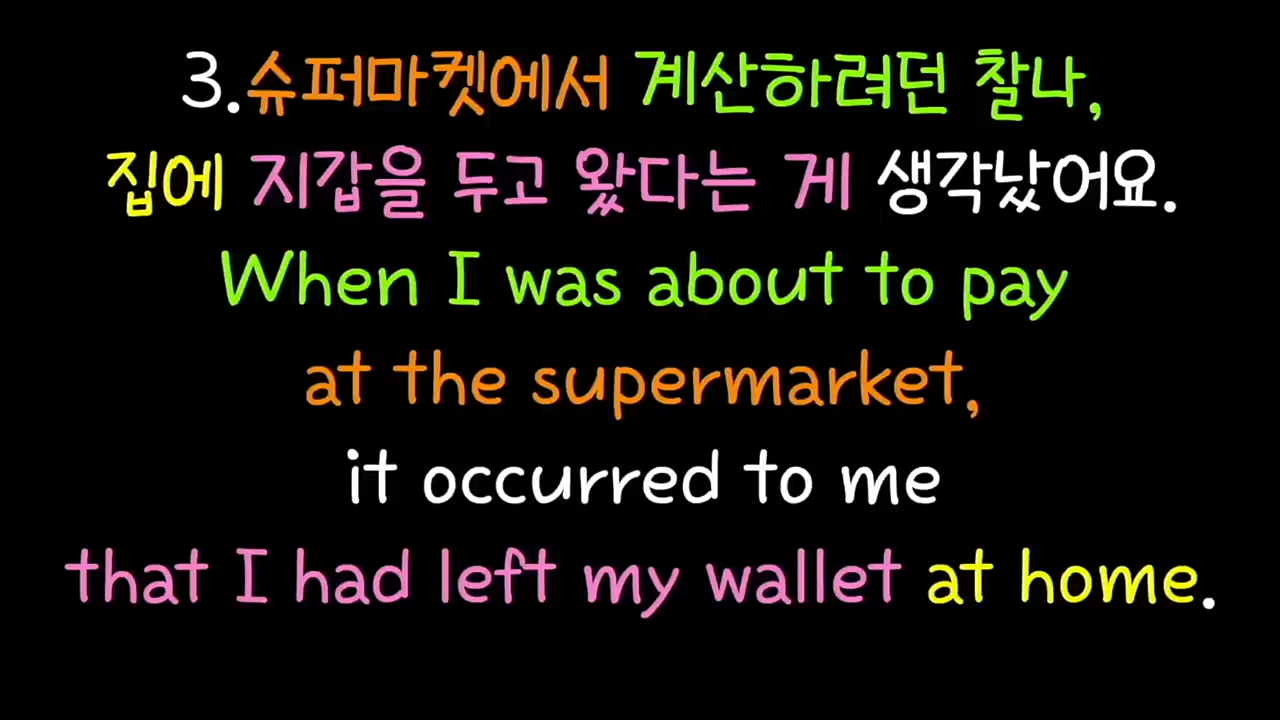 3.슈퍼마켓에서 계산하려던 찰나,
집에 지갑을 두고 왔다는 게 생각났어요.
When I was about to pay
at the supermarket,
it occurred to me
that I had left my wallet at home.